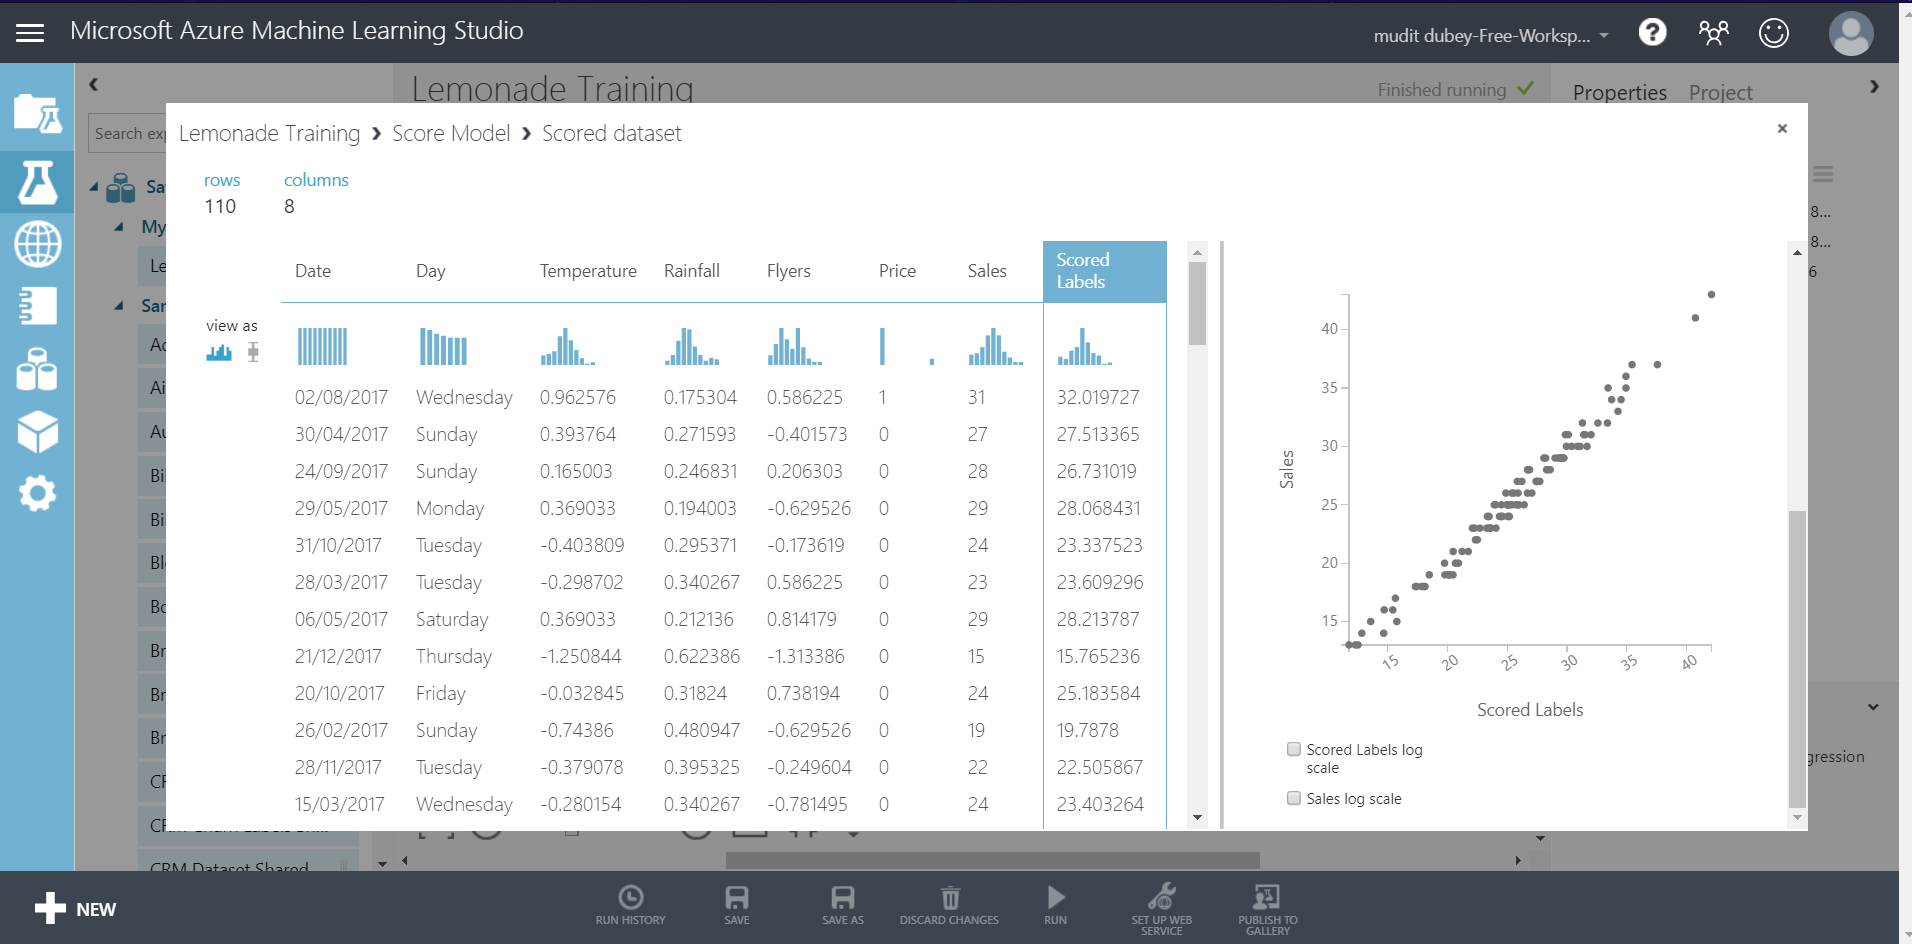 Microsoft Azure Machine Learning Studio
mudit dubey-Free-Worksp...
Lemonade Training
Finished running
Properties Project
Search exp
Lemonade Training > Score Model > Scored dataset
rows columns
110 8
Date Day Temperature Rainfall Flyers Price Sales Scored Labels
view as
02/08/2017 Wednesday 0.962576 0.175304 0.586225 1 31 32.019727
30/04/2017 Sunday 0.393764 0.271593 -0.401573 0 27 27.513365
24/09/2017 Sunday 0.165003 0.246831 0.206303 0 28 26.731019
29/05/2017 Monday 0.369033 0.194003 -0.629526 0 29 28.068431
31/10/2017 Tuesday -0.403809 0.295371 -0.173619 0 24 23.337523
28/03/2017 Tuesday -0.298702 0.340267 0.586225 0 23 23.609296
06/05/2017 Saturday 0.369033 0.212136 0.814179 0 29 28.213787
21/12/2017 Thursday -1.250844 0.622386 -1.313386 0 15 15.765236
20/10/2017 Friday -0.032845 0.31824 0.738194 0 24 25.183584
26/02/2017 Sunday -0.74386 0.480947 -0.629526 0 19 19.7878
28/11/2017 Tuesday -0.379078 0.395325 -0.249604 0 22 22.505867
15/03/2017 Wednesday -0.280154 0.340267 -0.781495 0 24 23.403264
40
35
30
25
20
15
Sales
15 20 25 30 35 40
Scored Labels
Scored Labels log
scale
Sales log scale
Sa
My
Le
Sar
Ac
Ai
Au
Bi
Bi
Bl
Bc
Br
Br
Br
CF
CRM Dataset Shared
8...
8...
6
gression
NEW
RUN HISTORY
SAVE
SAVE AS
DISCARD CHANGES
RUN
SET UP WEB
SERVICE
PUBLISH TO
GALLERY